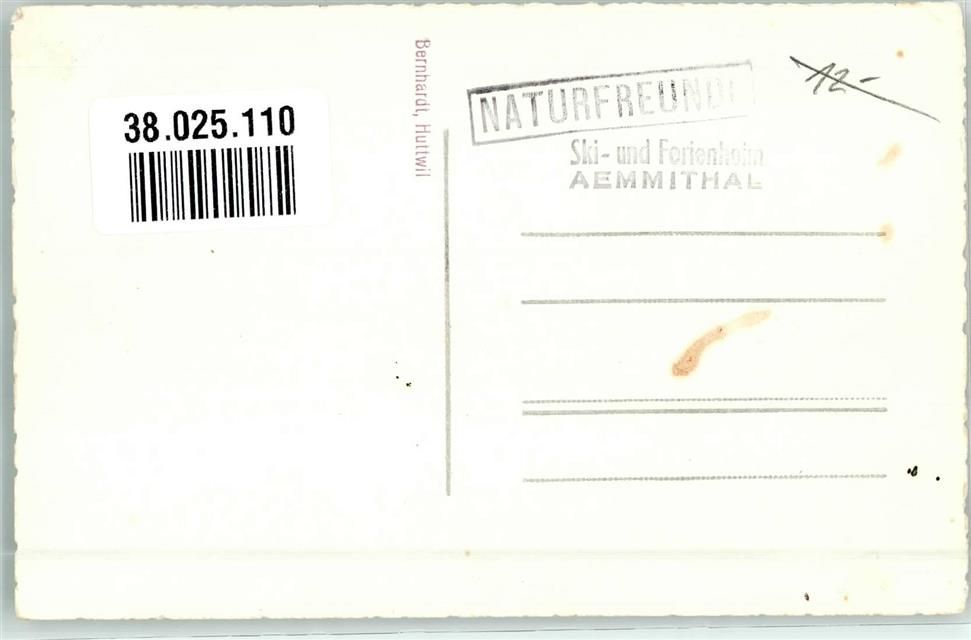 38.025.110
Bernhardt, Huttwil
NATURFREUNDE
Ski- und Ferienheim
AEMMITHAL
12.-